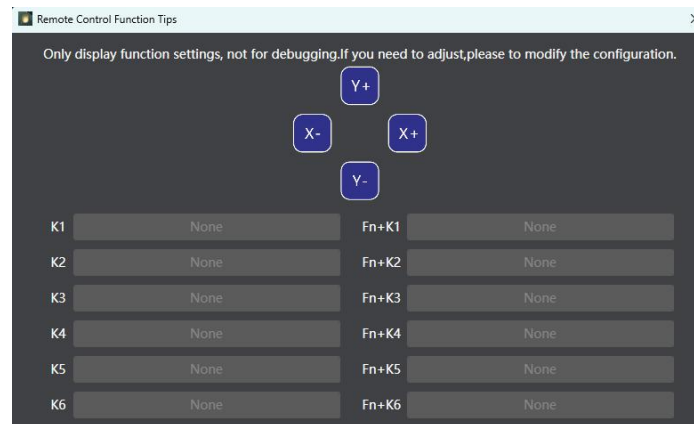 Remote Control Function Tips
Only display function settings, not for debugging.If you need to adjust,please to modify the configuration.
Y+
X- X+
Y-
K1 None Fn+K1 None
K2 None Fn+K2 None
K3 None Fn+K3 None
K4 None Fn+K4 None
K5 None Fn+K5 None
K6 None Fn+K6 None